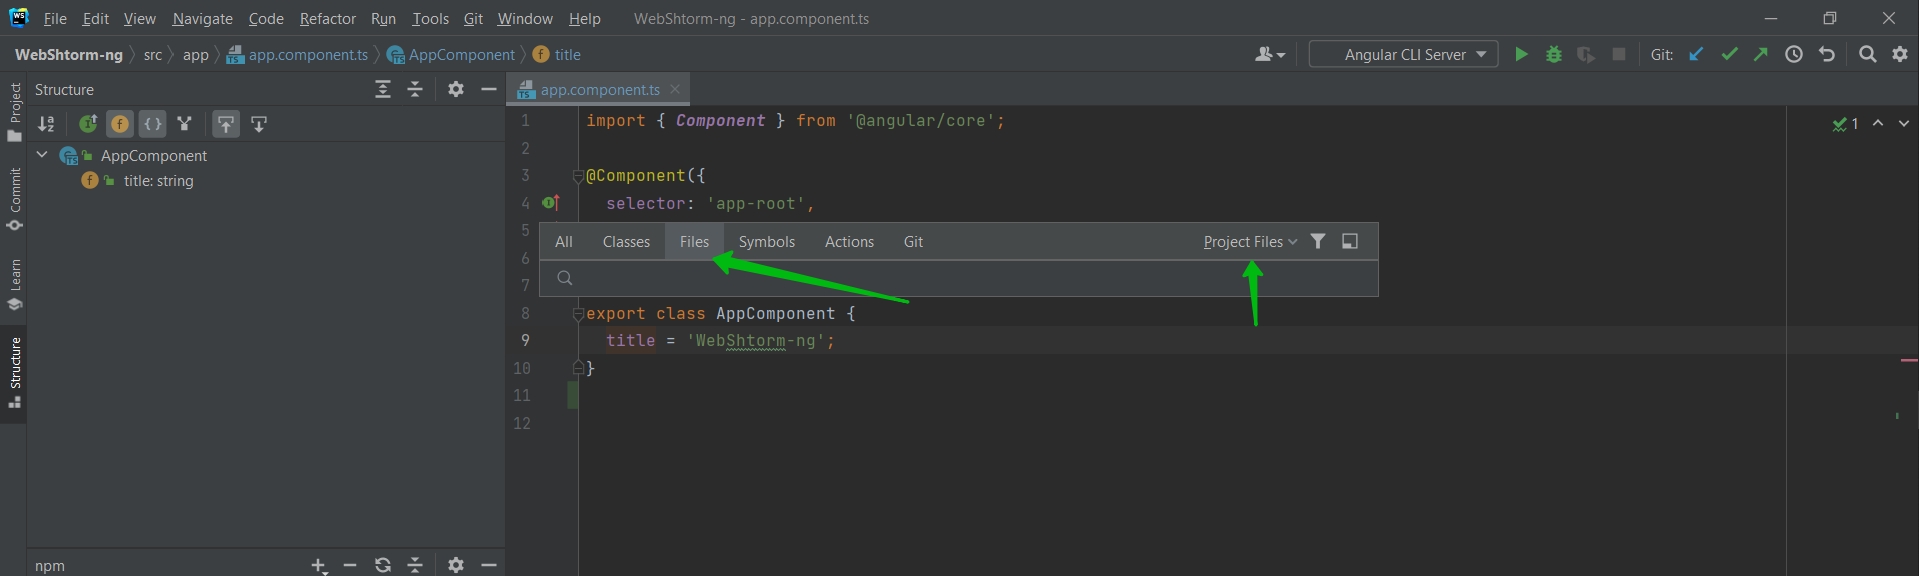 WS File Edit View Navigate Code Refactor Run Tools Git Window Help WebShtorm-ng - app.component.ts
WebShtorm-ng src app app.component.ts AppComponent title Angular CLI Server Git:
Project
Commit
Learn
Structure
Structure
AppComponent
title: string
npm
app.component.ts
1 import { Component } from '@angular/core';
1
2
3 @Component({
4 selector: 'app-root',
5
6
7
All Classes Files Symbols Actions Git Project Files
8 export class AppComponent {
9 title = 'WebShtorm-ng';
10 }
11
12